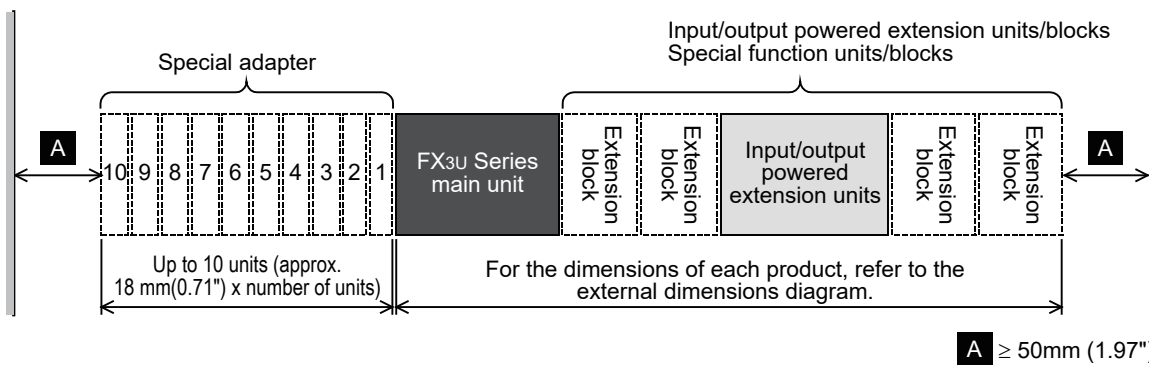 Input/output powered extension units/blocks
Special function units/blocks
Special adapter
A
10 9 8 7 6 5 4 3 2 1
FX3U Series
main unit
Extension
block
Extension
block
Input/output
powered
extension units
Extension
block
Extension
block
A
Up to 10 units (approx.
18 mm(0.71") x number of units)
For the dimensions of each product, refer to the
external dimensions diagram.
A ≥ 50mm (1.97")